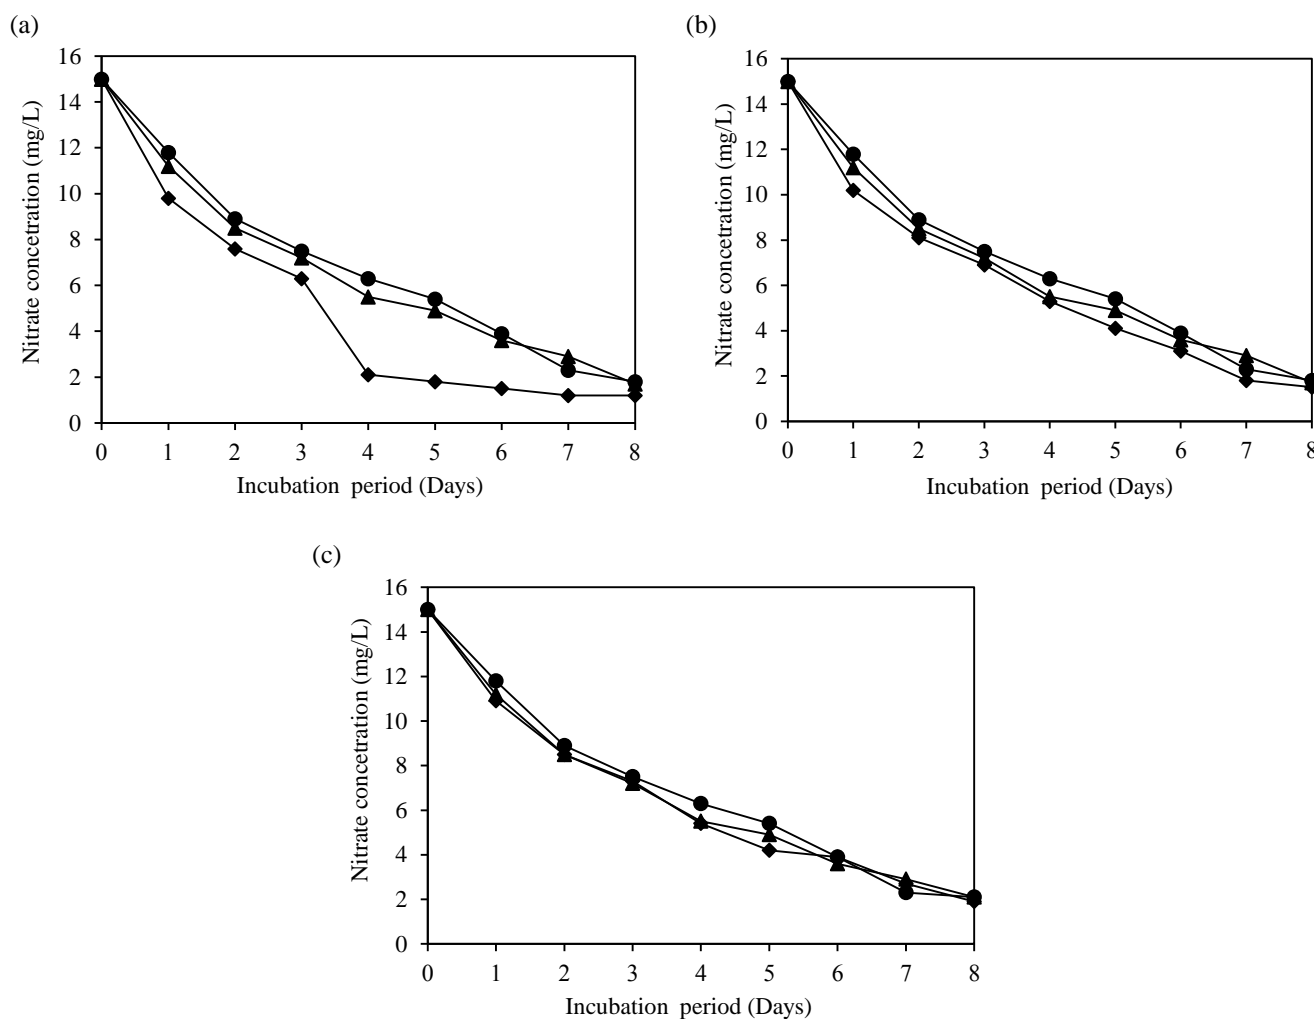 (a)
16
14
12
10
8
6
4
2
0
Nitrate concetration (mg/L)
0 1 2 3 4 5 6 7 8
Incubation period (Days)
(b)
16
14
12
10
8
6
4
2
0
Nitrate concetration (mg/L)
0 1 2 3 4 5 6 7 8
Incubation period (Days)
(c)
16
14
12
10
8
6
4
2
0
Nitrate concetration (mg/L)
0 1 2 3 4 5 6 7 8
Incubation period (Days)